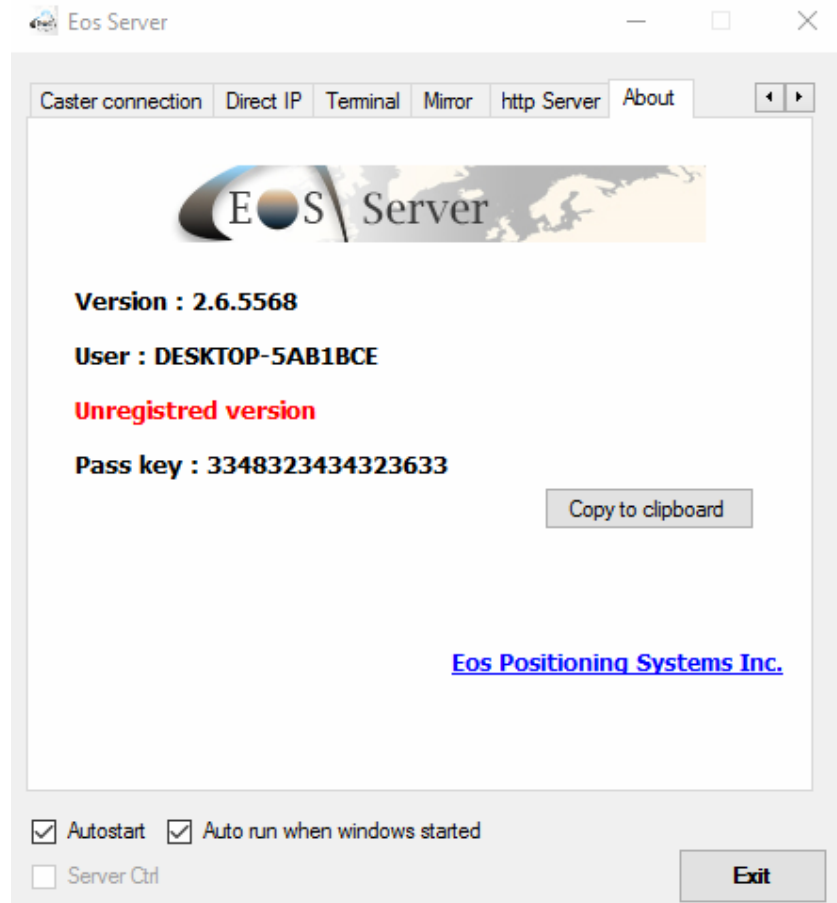 Eos Server
Caster connection Direct IP Terminal Mirror http Server About
EOS Server
Version : 2.6.5568
User : DESKTOP-5AB1BCE
Unregistred version
Pass key : 3348323434323633
Copy to clipboard
Eos Positioning Systems Inc.
Autostart Auto run when windows started
Server Ctrl Exit